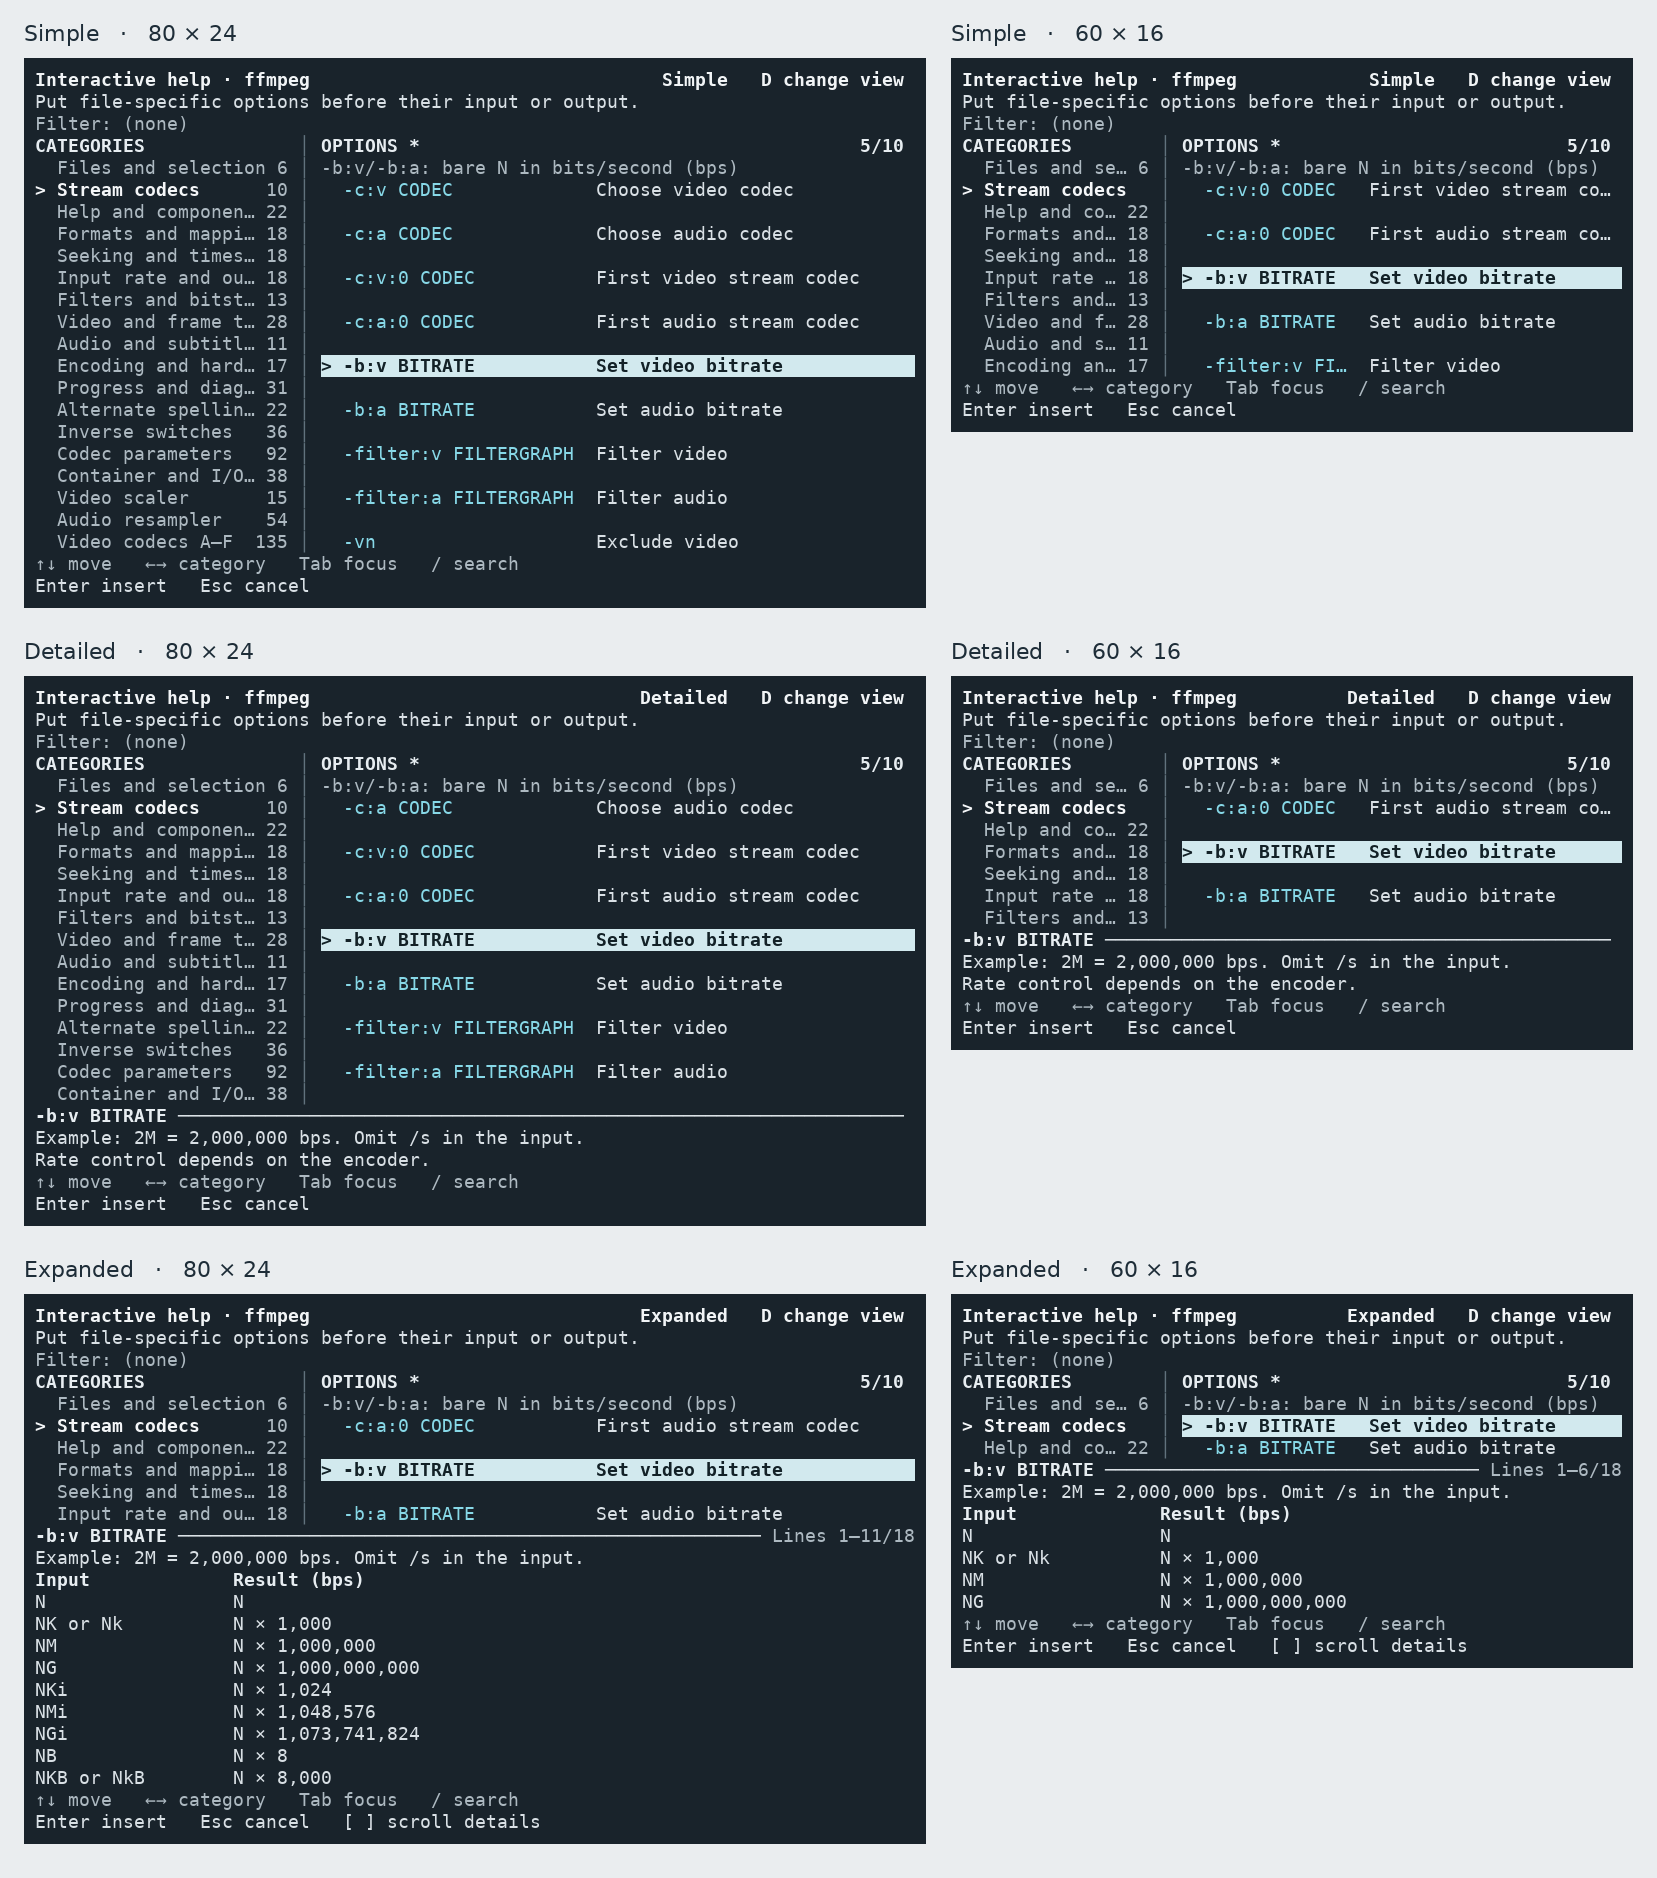 Simple · 80 × 24
Interactive help · ffmpeg Simple D change view
Put file-specific options before their input or output.
Filter: (none)
CATEGORIES │ OPTIONS * 5/10
Files and selection 6 │ -b:v/-b:a: bare N in bits/second (bps)
> Stream codecs 10 │ -c:v CODEC Choose video codec
Help and componen… 22 │
Formats and mappi… 18 │ -c:a CODEC Choose audio codec
Seeking and times… 18 │
Input rate and ou… 18 │ -c:v:0 CODEC First video stream codec
Filters and bitst… 13 │
Video and frame t… 28 │ -c:a:0 CODEC First audio stream codec
Audio and subtitl… 11 │
Encoding and hard… 17 │ > -b:v BITRATE Set video bitrate
Progress and diag… 31 │
Alternate spellin… 22 │ -b:a BITRATE Set audio bitrate
Inverse switches 36 │
Codec parameters 92 │ -filter:v FILTERGRAPH Filter video
Container and I/O… 38 │
Video scaler 15 │ -filter:a FILTERGRAPH Filter audio
Audio resampler 54 │
Video codecs A–F 135 │ -vn Exclude video
↑↓ move ←→ category Tab focus / search
Enter insert Esc cancel
Simple · 60 × 16
Interactive help · ffmpeg Simple D change view
Put file-specific options before their input or output.
Filter: (none)
CATEGORIES │ OPTIONS * 5/10
Files and se… 6 │ -b:v/-b:a: bare N in bits/second (bps)
> Stream codecs │ -c:v:0 CODEC First video stream co…
Help and co… 22 │
Formats and… 18 │ -c:a:0 CODEC First audio stream co…
Seeking and… 18 │
Input rate … 18 │ > -b:v BITRATE Set video bitrate
Filters and… 13 │
Video and f… 28 │ -b:a BITRATE Set audio bitrate
Audio and s… 11 │
Encoding an… 17 │ -filter:v FI… Filter video
↑↓ move ←→ category Tab focus / search
Enter insert Esc cancel
Detailed · 80 × 24
Interactive help · ffmpeg Detailed D change view
Put file-specific options before their input or output.
Filter: (none)
CATEGORIES │ OPTIONS * 5/10
Files and selection 6 │ -b:v/-b:a: bare N in bits/second (bps)
> Stream codecs 10 │ -c:a CODEC Choose audio codec
Help and componen… 22 │
Formats and mappi… 18 │ -c:v:0 CODEC First video stream codec
Seeking and times… 18 │
Input rate and ou… 18 │ -c:a:0 CODEC First audio stream codec
Filters and bitst… 13 │
Video and frame t… 28 │ > -b:v BITRATE Set video bitrate
Audio and subtitl… 11 │
Encoding and hard… 17 │ -b:a BITRATE Set audio bitrate
Progress and diag… 31 │
Alternate spellin… 22 │ -filter:v FILTERGRAPH Filter video
Inverse switches 36 │
Codec parameters 92 │ -filter:a FILTERGRAPH Filter audio
Container and I/O… 38 │
-b:v BITRATE
Example: 2M = 2,000,000 bps. Omit /s in the input.
Rate control depends on the encoder.
↑↓ move ←→ category Tab focus / search
Enter insert Esc cancel
Detailed · 60 × 16
Interactive help · ffmpeg Detailed D change view
Put file-specific options before their input or output.
Filter: (none)
CATEGORIES │ OPTIONS * 5/10
Files and se… 6 │ -b:v/-b:a: bare N in bits/second (bps)
> Stream codecs │ -c:a:0 CODEC First audio stream co…
Help and co… 22 │
Formats and… 18 │ > -b:v BITRATE Set video bitrate
Seeking and… 18 │
Input rate … 18 │ -b:a BITRATE Set audio bitrate
Filters and… 13 │
-b:v BITRATE
Example: 2M = 2,000,000 bps. Omit /s in the input.
Rate control depends on the encoder.
↑↓ move ←→ category Tab focus / search
Enter insert Esc cancel
Expanded · 80 × 24
Interactive help · ffmpeg Expanded D change view
Put file-specific options before their input or output.
Filter: (none)
CATEGORIES │ OPTIONS * 5/10
Files and selection 6 │ -b:v/-b:a: bare N in bits/second (bps)
> Stream codecs 10 │ -c:a:0 CODEC First audio stream codec
Help and componen… 22 │
Formats and mappi… 18 │ > -b:v BITRATE Set video bitrate
Seeking and times… 18 │
Input rate and ou… 18 │ -b:a BITRATE Set audio bitrate
-b:v BITRATE Lines 1–11/18
Example: 2M = 2,000,000 bps. Omit /s in the input.
Input Result (bps)
N N
NK or Nk N × 1,000
NM N × 1,000,000
NG N × 1,000,000,000
NKi N × 1,024
NMi N × 1,048,576
NGi N × 1,073,741,824
NB N × 8
NKB or NkB N × 8,000
↑↓ move ←→ category Tab focus / search
Enter insert Esc cancel [ ] scroll details
Expanded · 60 × 16
Interactive help · ffmpeg Expanded D change view
Put file-specific options before their input or output.
Filter: (none)
CATEGORIES │ OPTIONS * 5/10
Files and se… 6 │ -b:v/-b:a: bare N in bits/second (bps)
> Stream codecs │ > -b:v BITRATE Set video bitrate
Help and co… 22 │ -b:a BITRATE Set audio bitrate
-b:v BITRATE Lines 1–6/18
Example: 2M = 2,000,000 bps. Omit /s in the input.
Input Result (bps)
N N
NK or Nk N × 1,000
NM N × 1,000,000
NG N × 1,000,000,000
↑↓ move ←→ category Tab focus / search
Enter insert Esc cancel [ ] scroll details